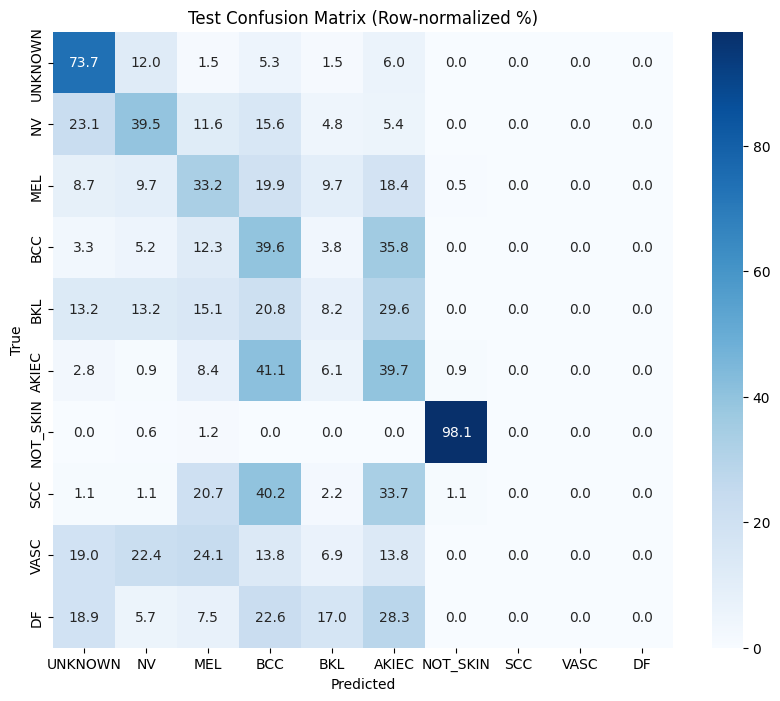 Test Confusion Matrix (Row-normalized %)
UNKNOWN 73.7 12.0 1.5 5.3 1.5 6.0 0.0 0.0 0.0 0.0
NV 23.1 39.5 11.6 15.6 4.8 5.4 0.0 0.0 0.0 0.0
MEL 8.7 9.7 33.2 19.9 9.7 18.4 0.5 0.0 0.0 0.0
BCC 3.3 5.2 12.3 39.6 3.8 35.8 0.0 0.0 0.0 0.0
BKL 13.2 13.2 15.1 20.8 8.2 29.6 0.0 0.0 0.0 0.0
True
AKIEC 2.8 0.9 8.4 41.1 6.1 39.7 0.9 0.0 0.0 0.0
NOT_SKIN 0.0 0.6 1.2 0.0 0.0 0.0 98.1 0.0 0.0 0.0
SCC 1.1 1.1 20.7 40.2 2.2 33.7 1.1 0.0 0.0 0.0
VASC 19.0 22.4 24.1 13.8 6.9 13.8 0.0 0.0 0.0 0.0
DF 18.9 5.7 7.5 22.6 17.0 28.3 0.0 0.0 0.0 0.0
UNKNOWN NV MEL BCC BKL AKIEC NOT_SKIN SCC VASC DF
Predicted
80
60
40
20
0